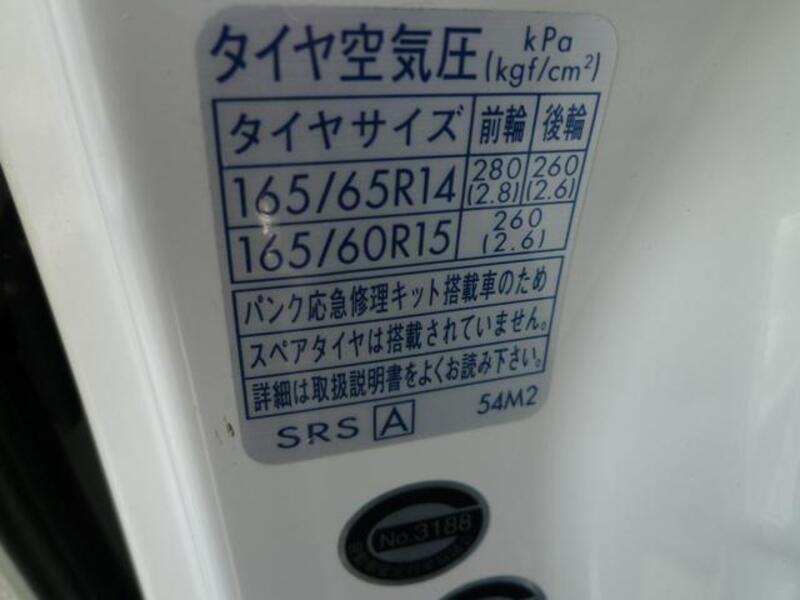 タイヤ空気圧 kPa (kgf/cm²)
タイヤサイズ 前輪 後輪
165/65R14 280 (2.8) 260 (2.6)
165/60R15 260 (2.6)
パンク応急修理キット搭載車のため
スペアタイヤは搭載されていません。
詳細は取扱説明書をよくお読み下さい。
SRS A 54M2
No.3188